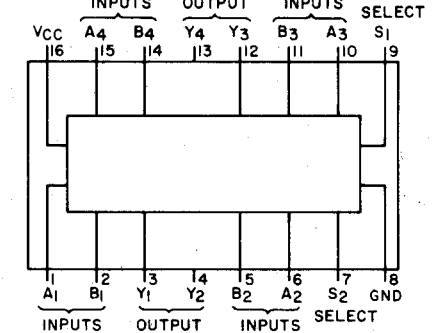 INPUTS OUTPUT INPUTS SELECT
VCC A4 B4 Y4 Y3 B3 A3 S1
16 15 14 13 12 11 10 9
1 2 3 4 5 6 7 8
A1 B1 Y1 Y2 B2 A2 S2 GND
INPUTS OUTPUT INPUTS SELECT